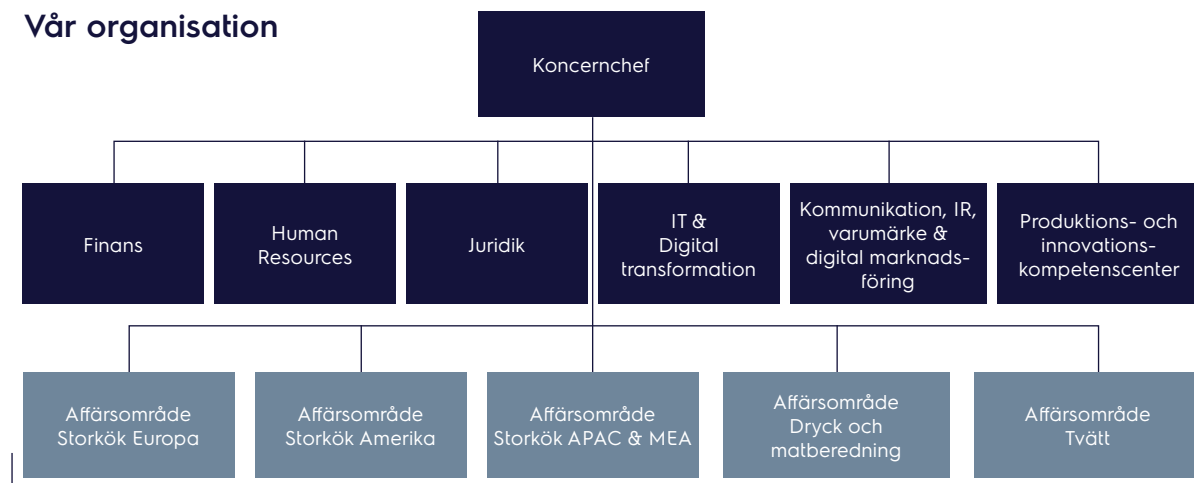 Vår organisation
Koncernchef
Finans
Human
Resources
Juridik
IT &
Digital
transformation
Kommunikation, IR,
varumärke &
digital marknads-
föring
Produktions- och
innovations-
kompetenscenter
Affärsområde
Storkök Europa
Affärsområde
Storkök Amerika
Affärsområde
Storkök APAC & MEA
Affärsområde
Dryck och
matberedning
Affärsområde
Tvätt